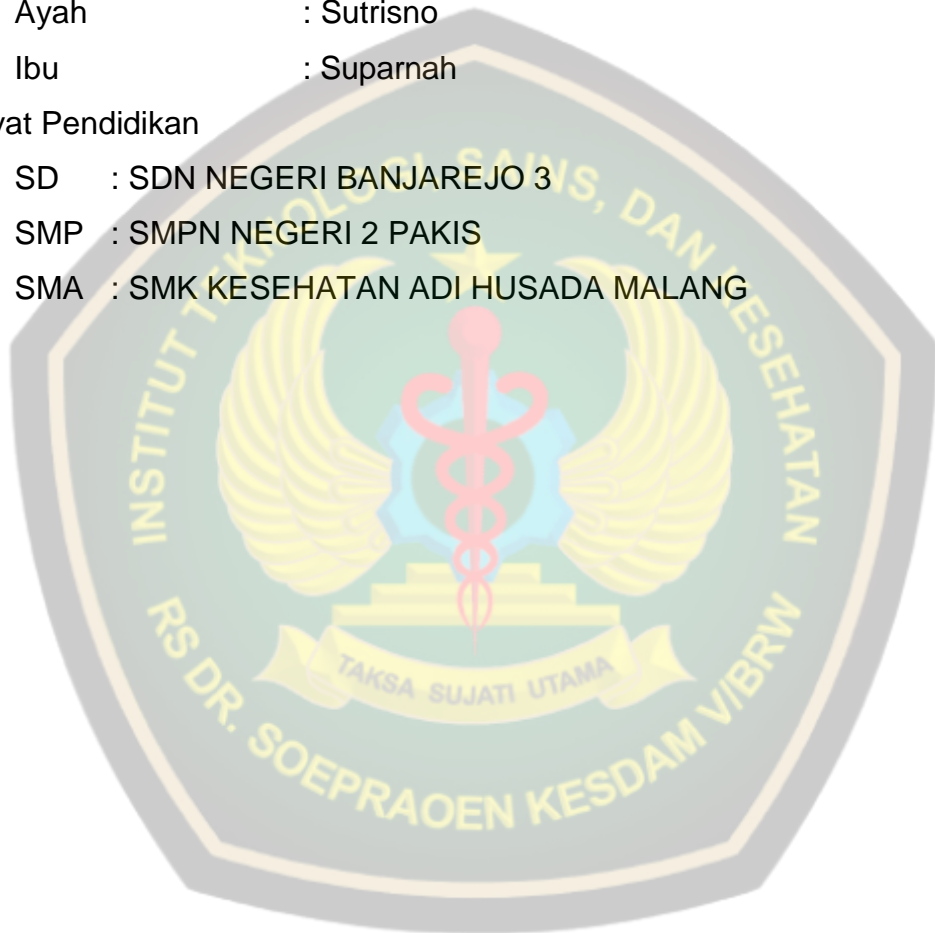 Ayah : Sutrisno
Ibu : Suparnah
yat Pendidikan
SD : SDN NEGERI BANJAREJO 3
SMP : SMPN NEGERI 2 PAKIS
SMA : SMK KESEHATAN ADI HUSADA MALANG
INSTITUT TEKNOLOGI, SAINS, DAN KESEHATAN
TAKSA SUJATI UTAMA
RS DR. SOEPRAOEN KESDAM V/BRW